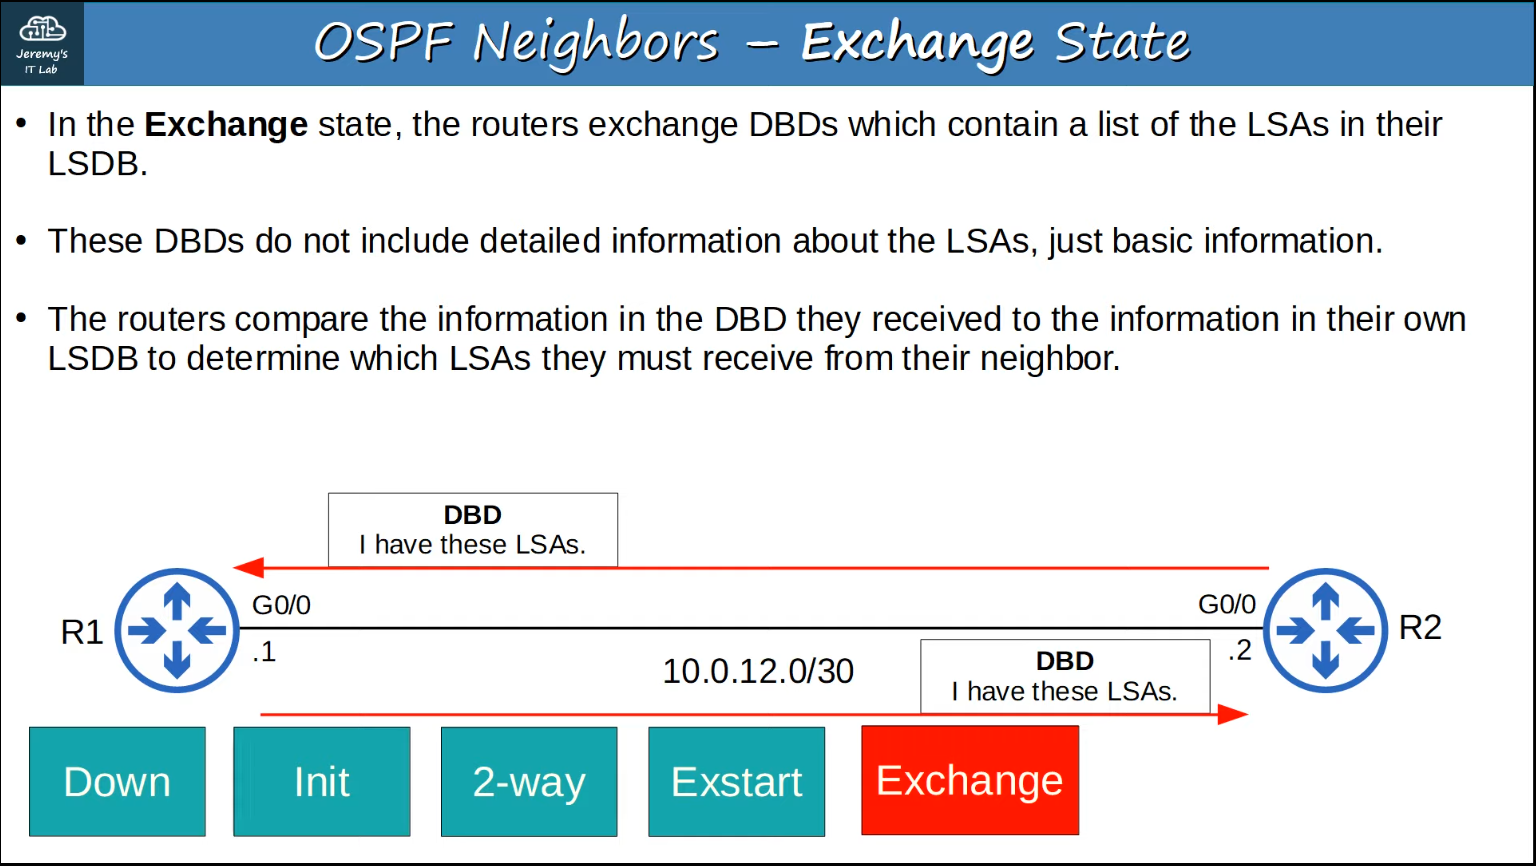 Jeremy's
IT Lab
OSPF Neighbors – Exchange State
• In the Exchange state, the routers exchange DBDs which contain a list of the LSAs in their
LSDB.
• These DBDs do not include detailed information about the LSAs, just basic information.
• The routers compare the information in the DBD they received to the information in their own
LSDB to determine which LSAs they must receive from their neighbor.
DBD
I have these LSAs.
G0/0
G0/0
R1
R2
.1
.2
10.0.12.0/30
DBD
I have these LSAs.
Down
Init
2-way
Exstart
Exchange